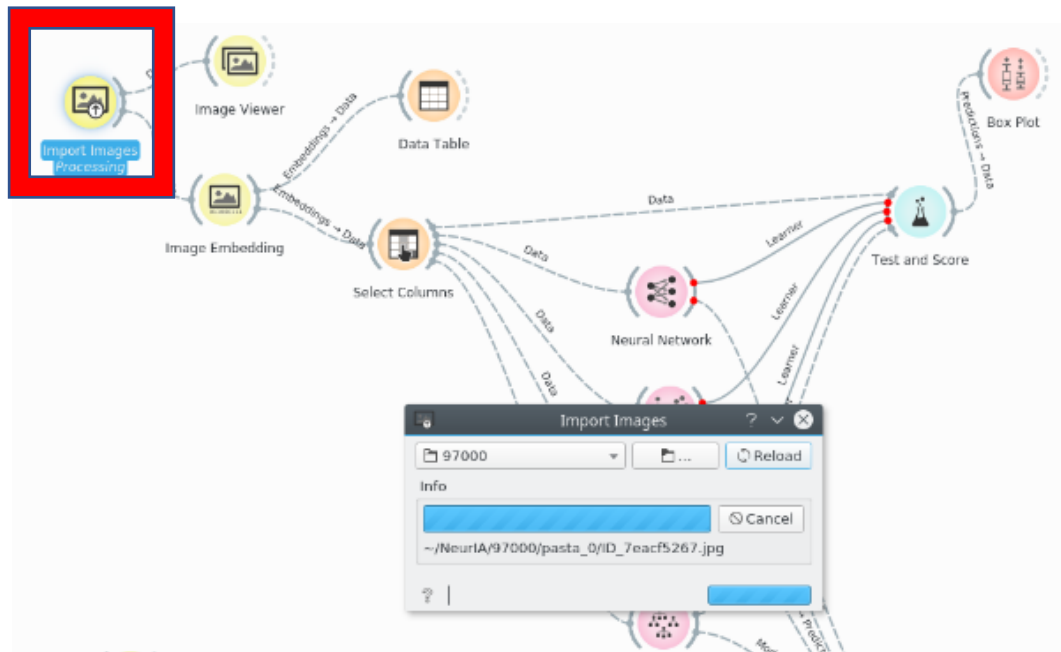 Image Viewer
Import Images
Processing
Embeddings → Data
Data Table
Image Embedding
Embeddings → Data
Select Columns
Data
Data
Data
Data
Learner
Learner
Learner
Neural Network
Test and Score
Predictions → Data
Box Plot
Import Images
97000
...
Reload
Info
Cancel
~/NeurIA/97000/pasta_0/ID_7eacf5267.jpg